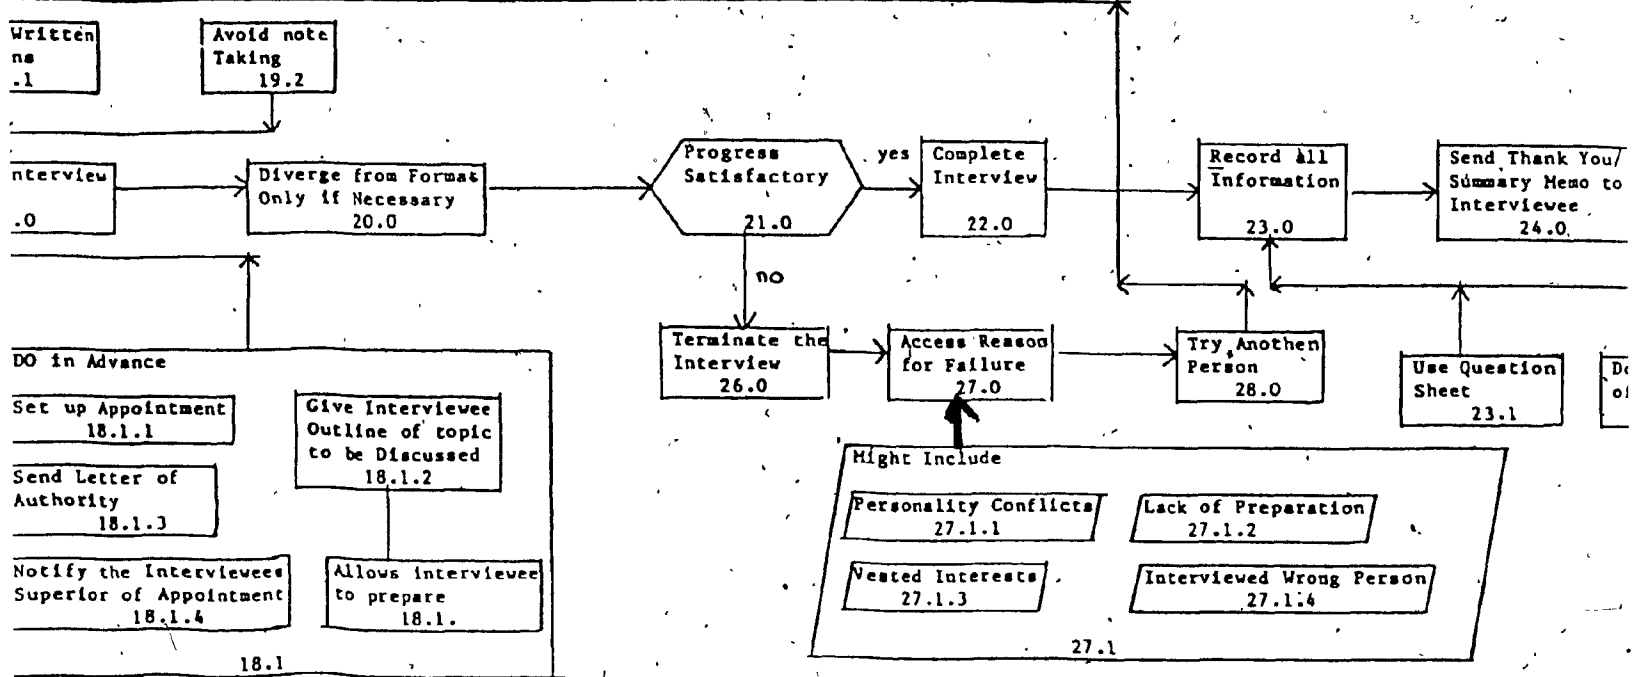 Written
ns
.1
Avoid note
Taking
19.2
nterview
.0
Diverge from Format
Only if Necessary
20.0
Progress
Satisfactory
21.0
yes
no
Complete
Interview
22.0
Record all
Information
23.0
Send Thank You/
Summary Memo to
Interviewee
24.0
Terminate the
Interview
26.0
Access Reason
for Failure
27.0
Try Another
Person
28.0
Use Question
Sheet
23.1
Do
of
DO in Advance
Set up Appointment
18.1.1
Give Interviewee
Outline of topic
to be Discussed
18.1.2
Send Letter of
Authority
18.1.3
Notify the Interviewees
Superior of Appointment
18.1.4
Allows interviewee
to prepare
18.1.
18.1
Might Include
Personality Conflicts
27.1.1
Lack of Preparation
27.1.2
Vested Interests
27.1.3
Interviewed Wrong Person
27.1.4
27.1